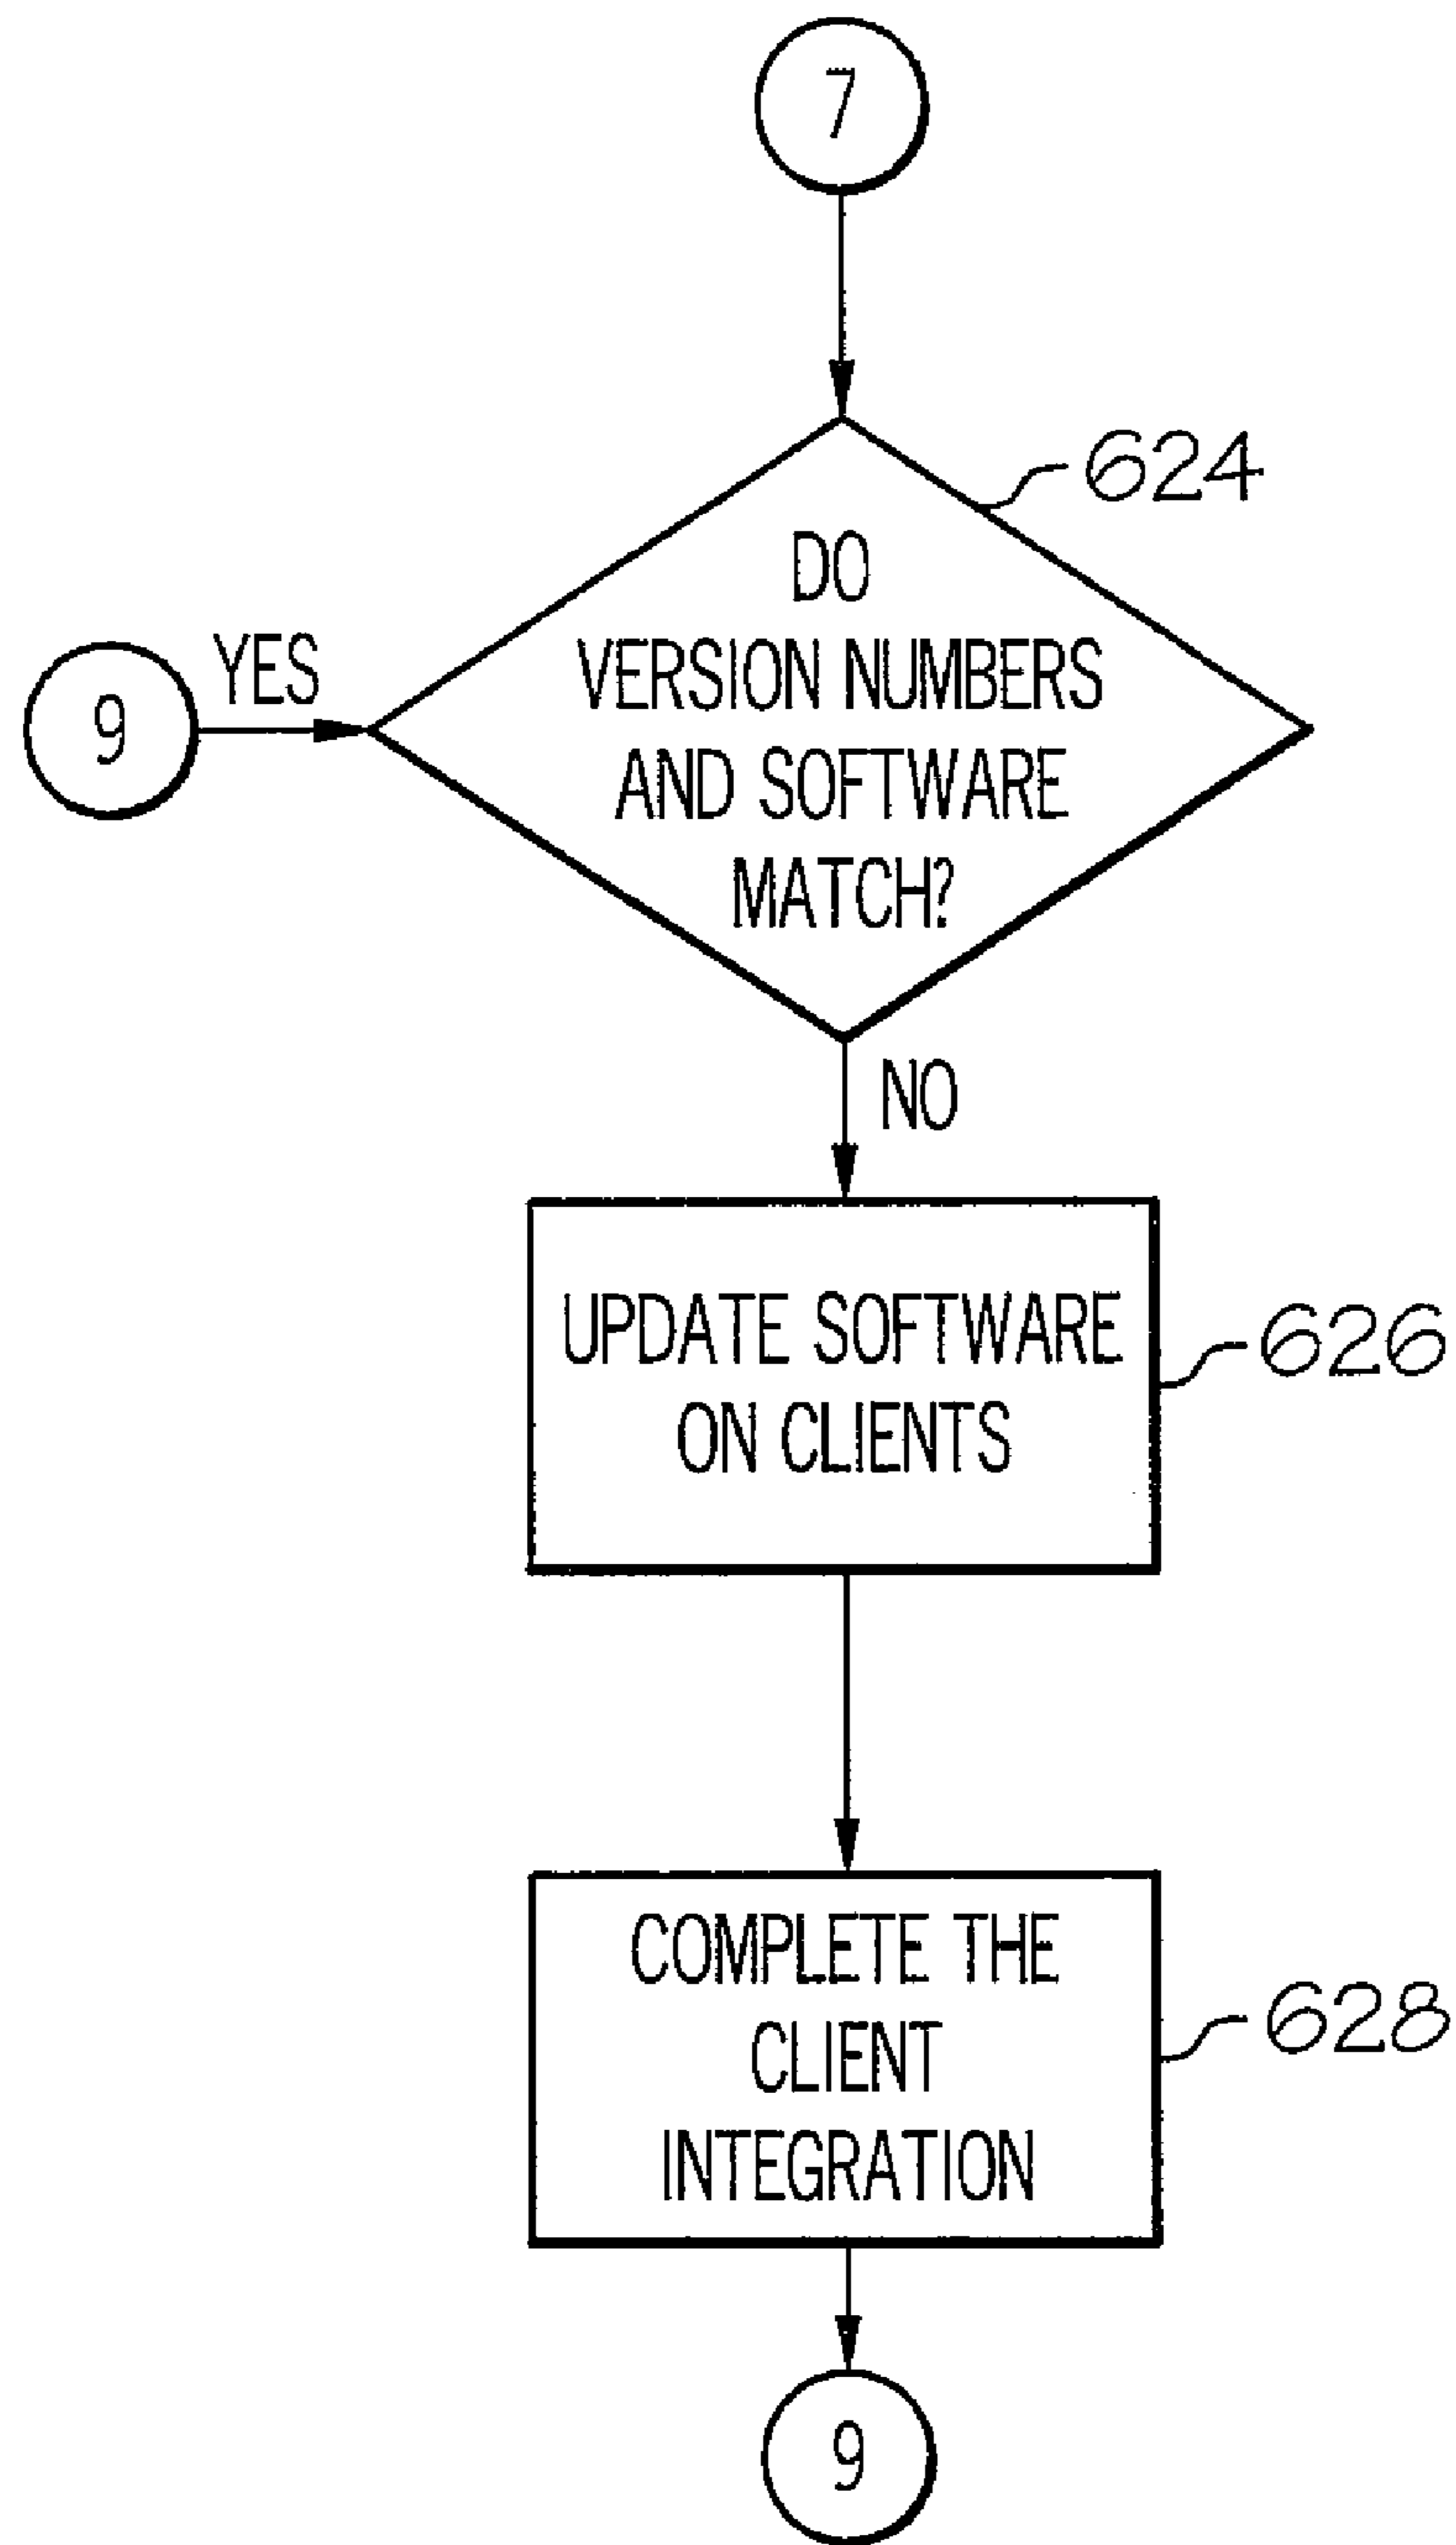 7
624
DO
VERSION NUMBERS
AND SOFTWARE
MATCH?
YES
9
NO
UPDATE SOFTWARE
ON CLIENTS
626
COMPLETE THE
CLIENT
INTEGRATION
628
9